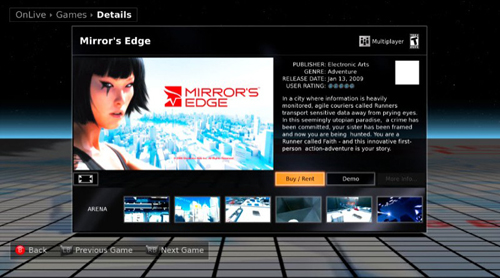 OnLive › Games › Details
Mirror's Edge
Multiplayer
PUBLISHER: Electronic Arts
GENRE: Adventure
RELEASE DATE: Jan 13, 2009
USER RATING:
MIRROR'S
EDGE
In a city where information is heavily
monitored, agile couriers called Runners
transport sensitive data away from prying eyes.
In this seemingly utopian paradise, a crime has
been committed, your sister has been framed
and now you are being hunted. You are a
Runner called Faith - and this innovative first-
person action-adventure is your story.
Buy / Rent
Demo
More Info...
ARENA
Back
Previous Game
Next Game